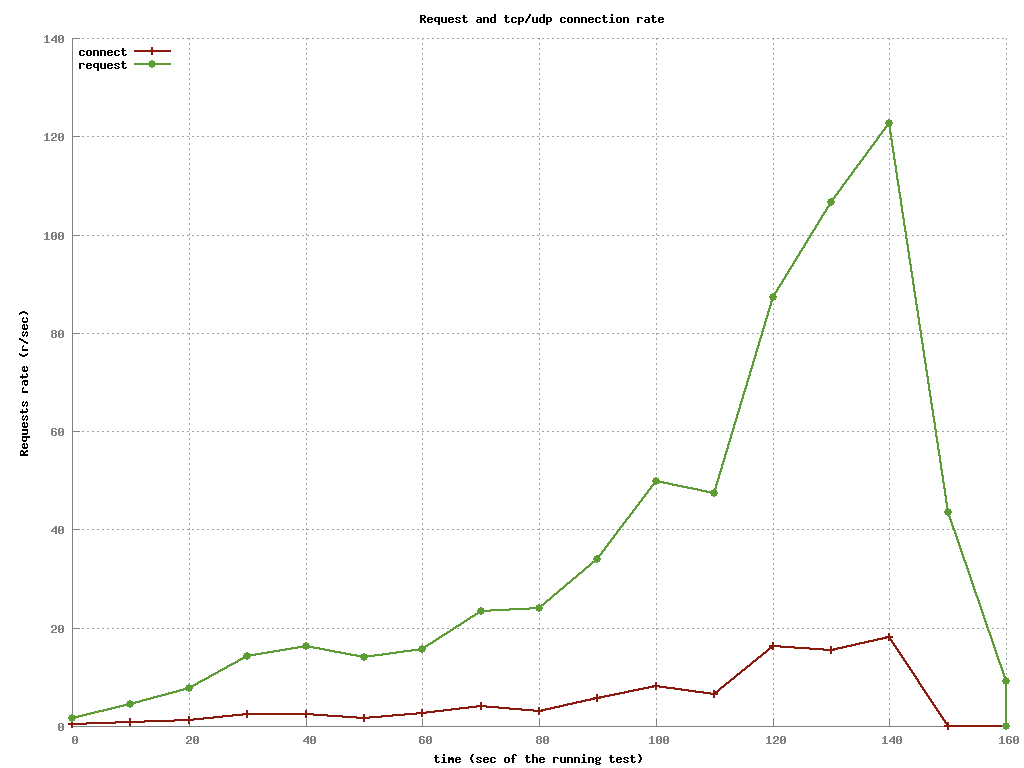 Request and tcp/udp connection rate
140
connect
request
120
100
80
60
40
20
0
Requests rate (r/sec)
0 20 40 60 80 100 120 140 160
time (sec of the running test)